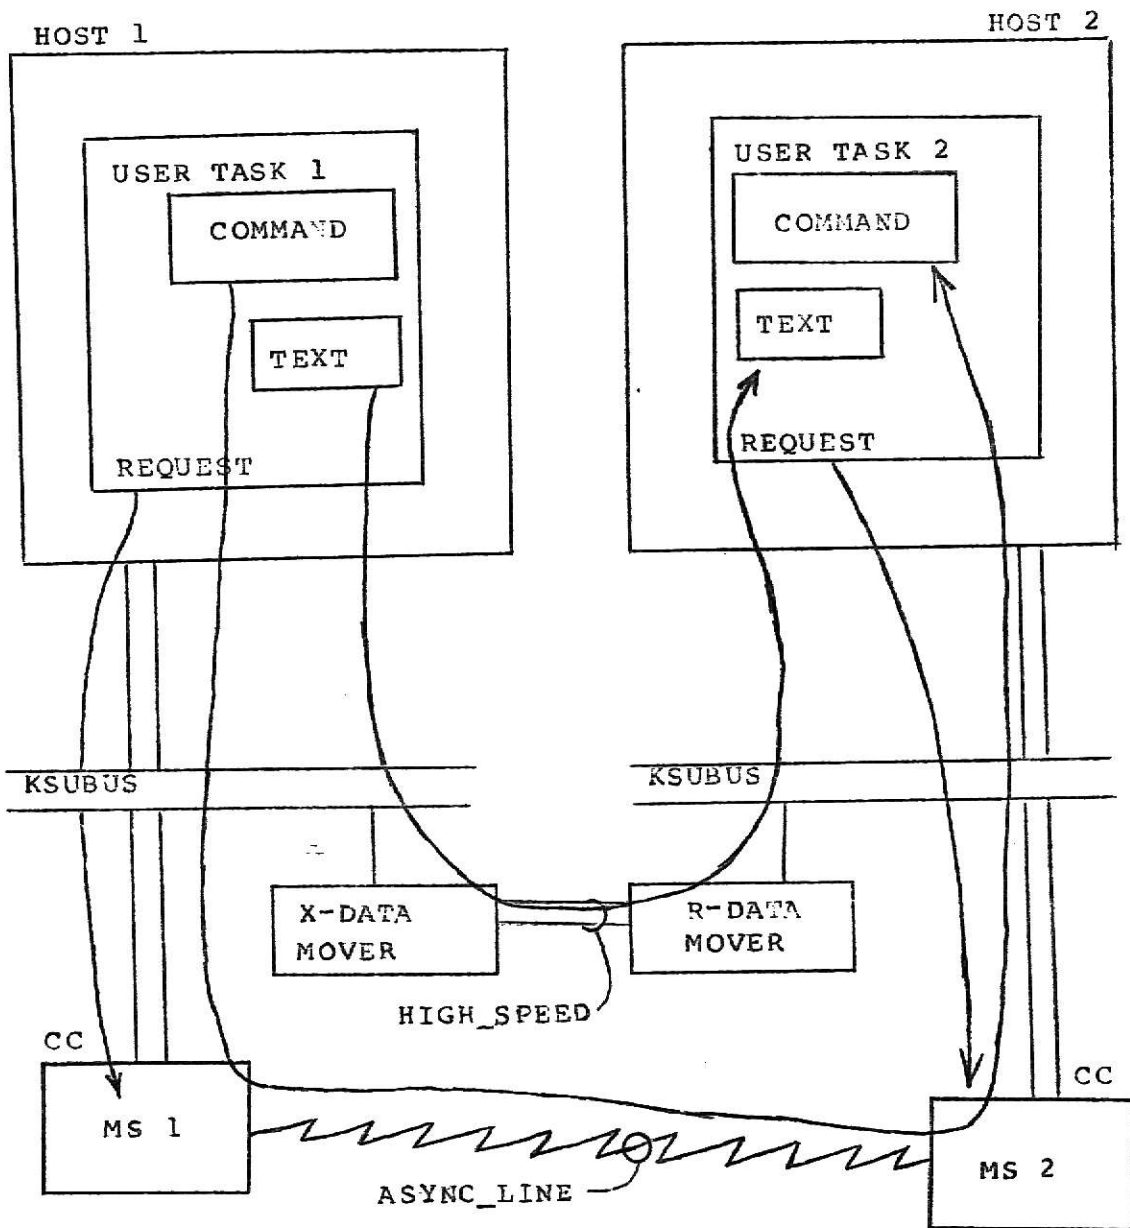 HOST 1
HOST 2
USER TASK 1
COMMAND
TEXT
REQUEST
USER TASK 2
COMMAND
TEXT
REQUEST
KSUBUS
KSUBUS
X-DATA
MOVER
R-DATA
MOVER
HIGH_SPEED
CC
MS 1
CC
MS 2
ASYNC_LINE